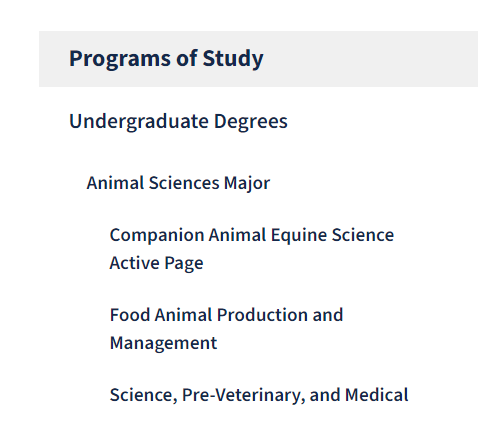 Programs of Study
Undergraduate Degrees
Animal Sciences Major
Companion Animal Equine Science
Active Page
Food Animal Production and
Management
Science, Pre-Veterinary, and Medical